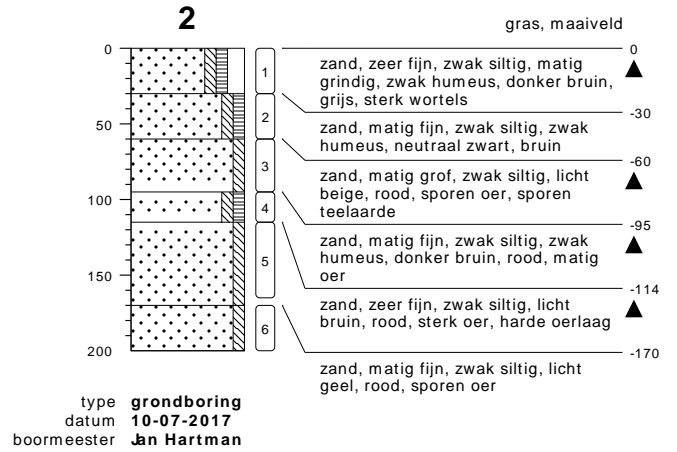 2
gras, maaiveld
0
50
100
150
200
1
2
3
4
5
6
0
zand, zeer fijn, zwak siltig, matig
grindig, zwak humeus, donker bruin,
grijs, sterk wortels
-30
zand, matig fijn, zwak siltig, zwak
humeus, neutraal zwart, bruin
-60
zand, matig grof, zwak siltig, licht
beige, rood, sporen oer, sporen
teelaarde
-95
zand, matig fijn, zwak siltig, zwak
humeus, donker bruin, rood, matig
oer
-114
zand, zeer fijn, zwak siltig, licht
bruin, rood, sterk oer, harde oerlaag
-170
zand, matig fijn, zwak siltig, licht
geel, rood, sporen oer
type grondboring
datum 10-07-2017
boormeester Jan Hartman